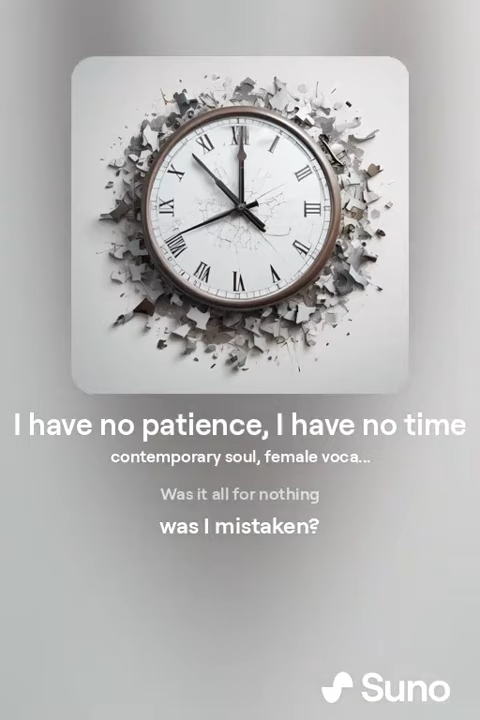 I have no patience, I have no time
contemporary soul, female voca...
Was it all for nothing
was I mistaken?
Suno